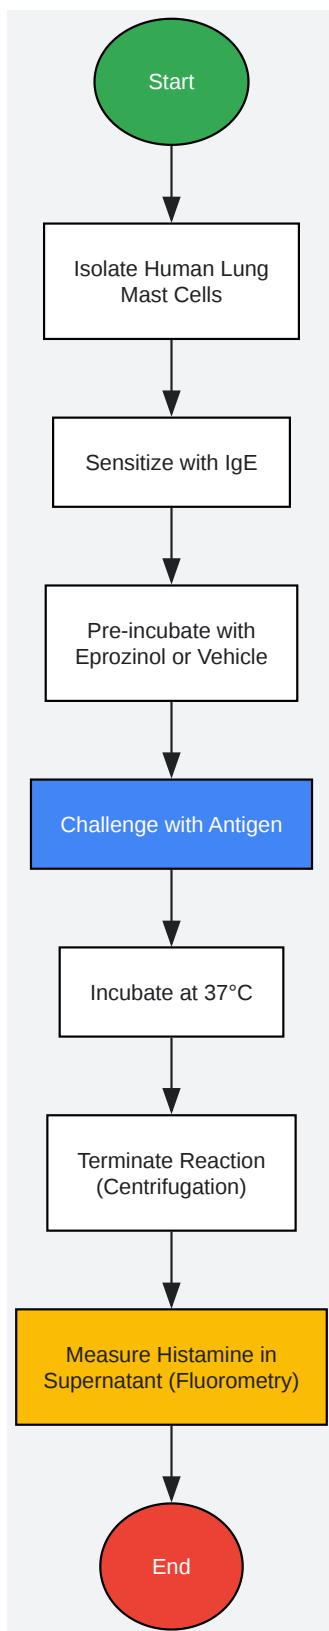 Start
Isolate Human Lung
Mast Cells
Sensitize with IgE
Pre-incubate with
Eprozinol or Vehicle
Challenge with Antigen
Incubate at 37°C
Terminate Reaction
(Centrifugation)
Measure Histamine in
Supernatant (Fluorometry)
End